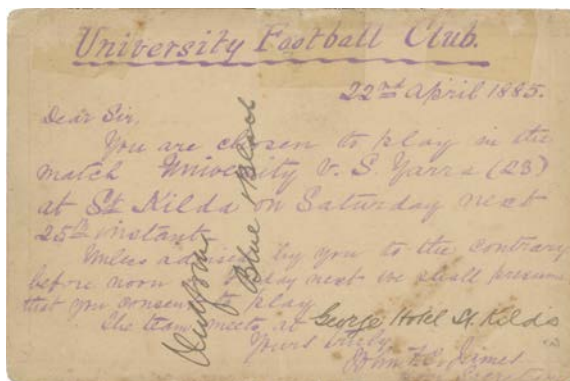 University Football Club.
22nd April 1885.
Dear Sir,
You are chosen to play in the
match University v. S. Yarra (23)
at St Kilda on Saturday next
25th instant
Unless advised by you to the contrary
before noon day next we shall presume
that you consent to play
The team meets at George Hotel St. Kilda
Yours truly
James
Uniform
Blue & Black